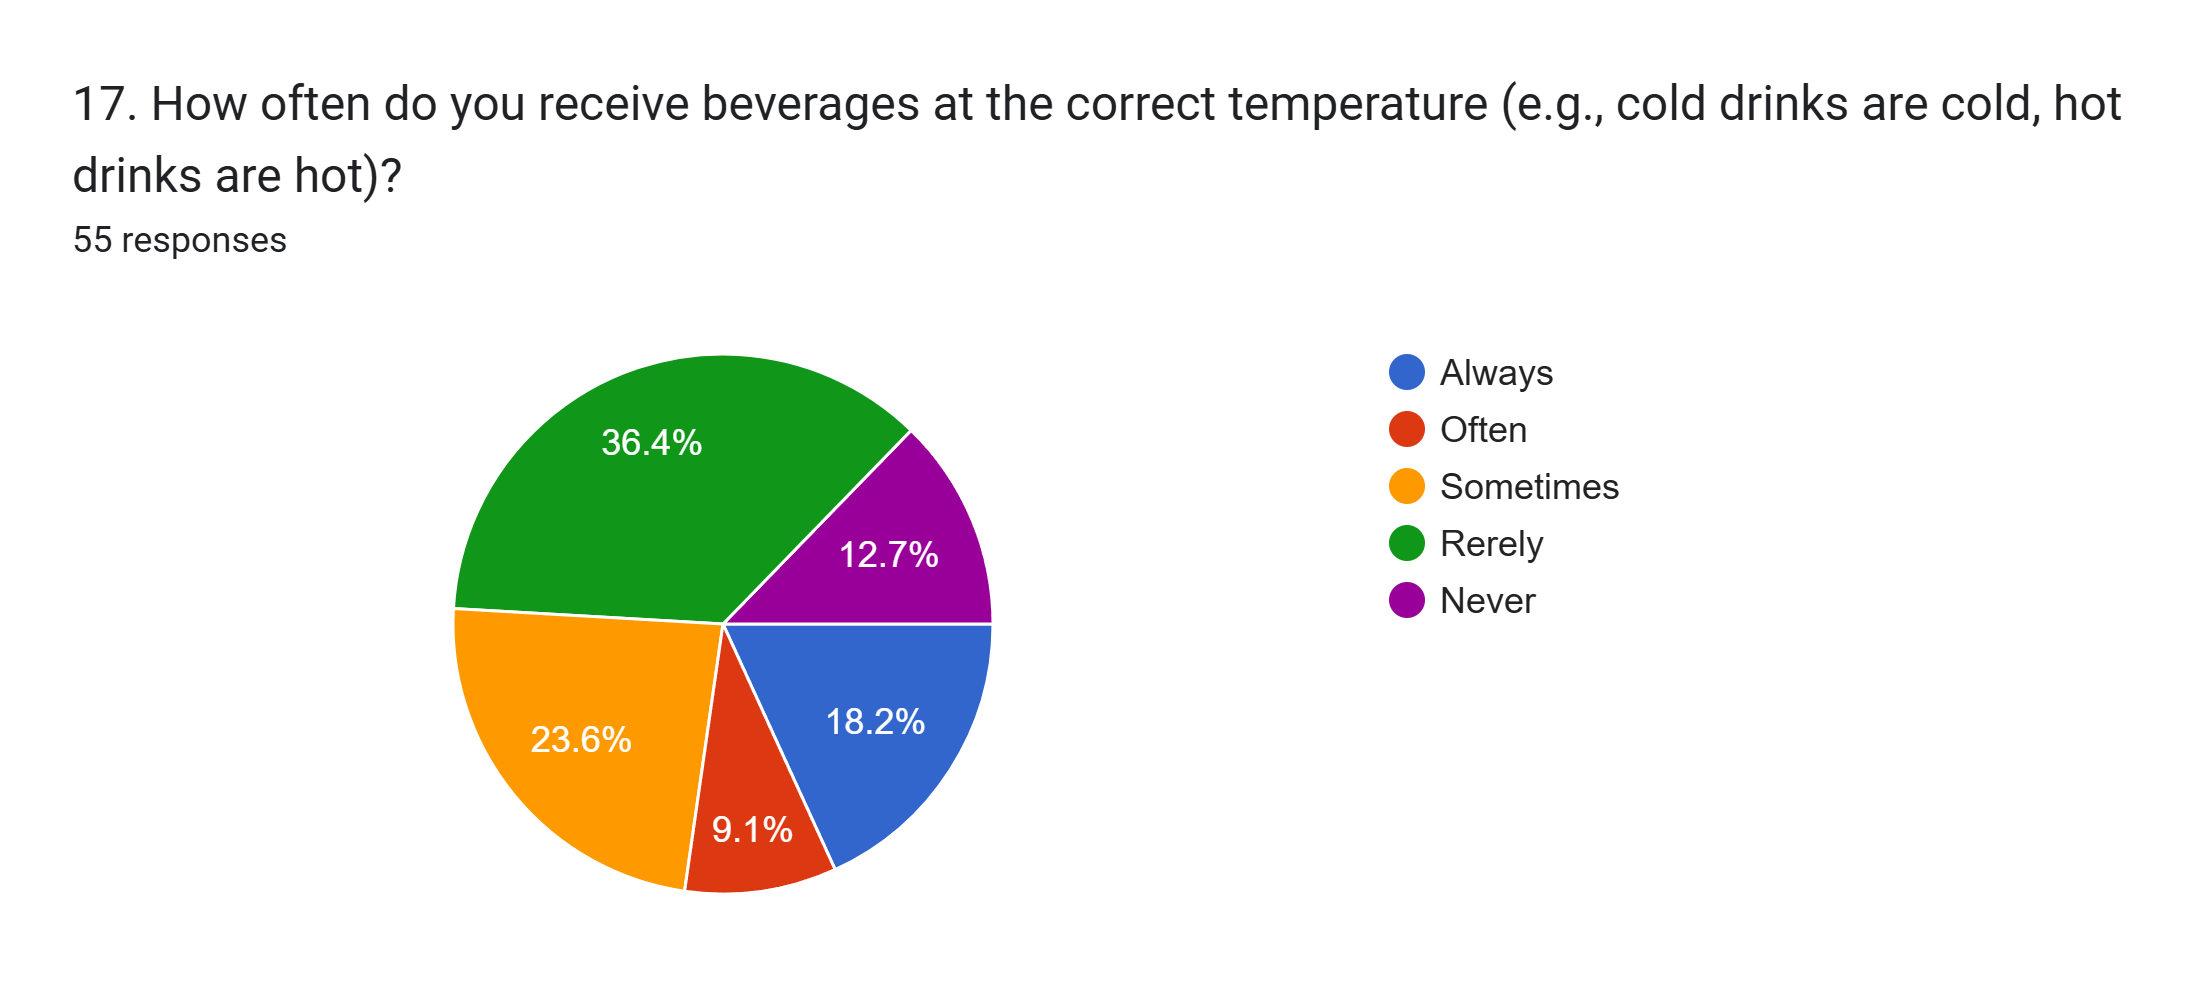 17. How often do you receive beverages at the correct temperature (e.g., cold drinks are cold, hot
drinks are hot)?
55 responses
36.4%
12.7%
18.2%
23.6%
9.1%
Always
Often
Sometimes
Rerely
Never